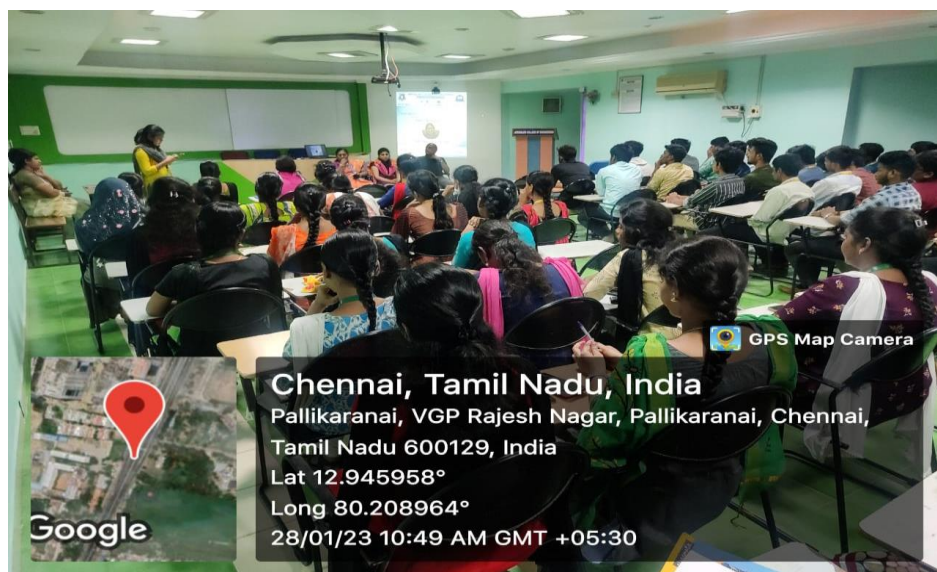 GPS Map Camera
Chennai, Tamil Nadu, India
Pallikaranai, VGP Rajesh Nagar, Pallikaranai, Chennai,
Tamil Nadu 600129, India
Lat 12.945958°
Long 80.208964°
28/01/23 10:49 AM GMT +05:30
Google